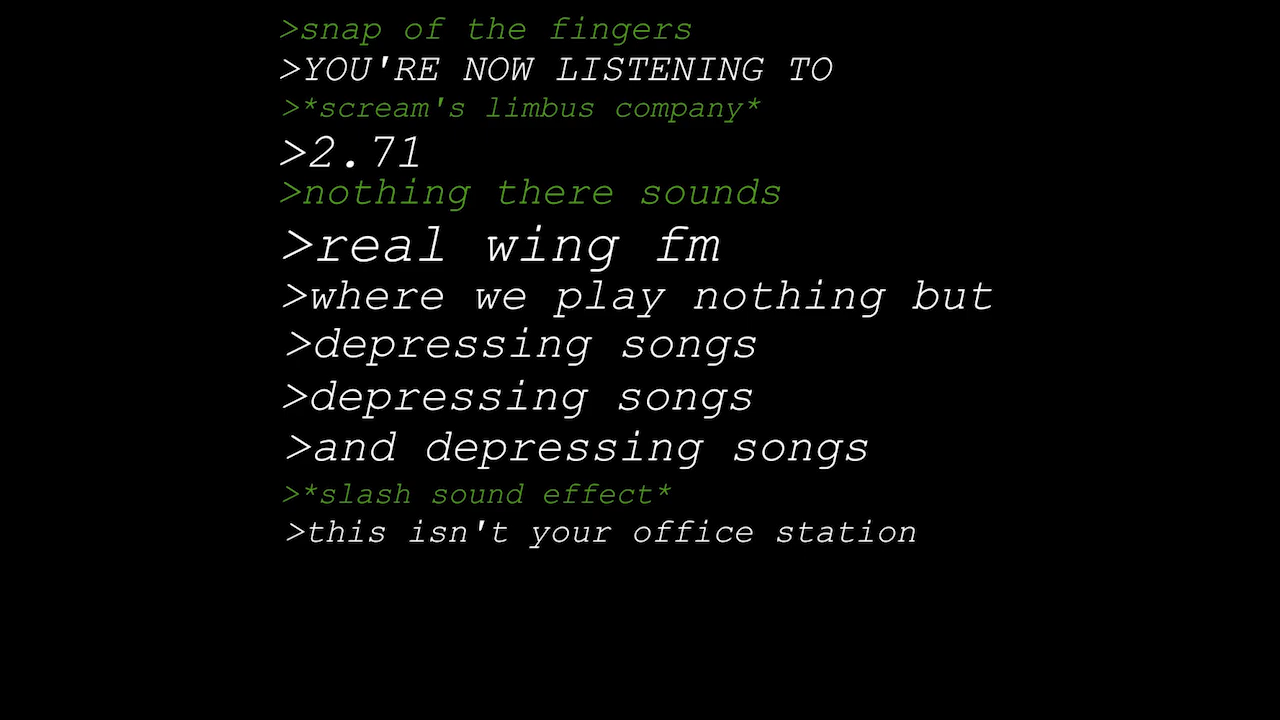 >snap of the fingers
>YOU'RE NOW LISTENING TO
>*scream's limbus company*
>2.71
>nothing there sounds
>real wing fm
>where we play nothing but
>depressing songs
>depressing songs
>and depressing songs
>*slash sound effect*
>this isn't your office station